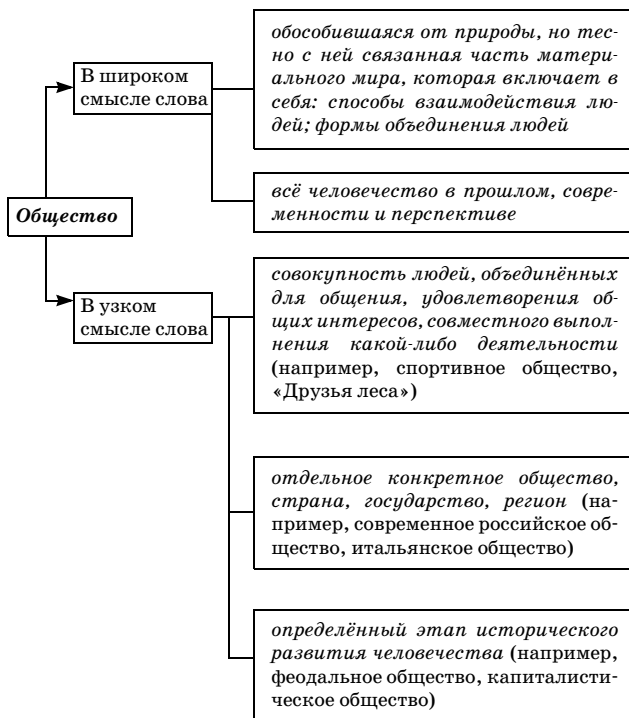 Общество
В широком
смысле слова
обособившаяся от природы, но тес-
но с ней связанная часть матери-
ального мира, которая включает в
себя: способы взаимодействия лю-
дей; формы объединения людей
всё человечество в прошлом, совре-
менности и перспективе
В узком
смысле слова
совокупность людей, объединённых
для общения, удовлетворения об-
щих интересов, совместного выпол-
нения какой-либо деятельности
(например, спортивное общество,
«Друзья леса»)
отдельное конкретное общество,
страна, государство, регион (на-
пример, современное российское об-
щество, итальянское общество)
определённый этап исторического
развития человечества (например,
феодальное общество, капиталисти-
ческое общество)